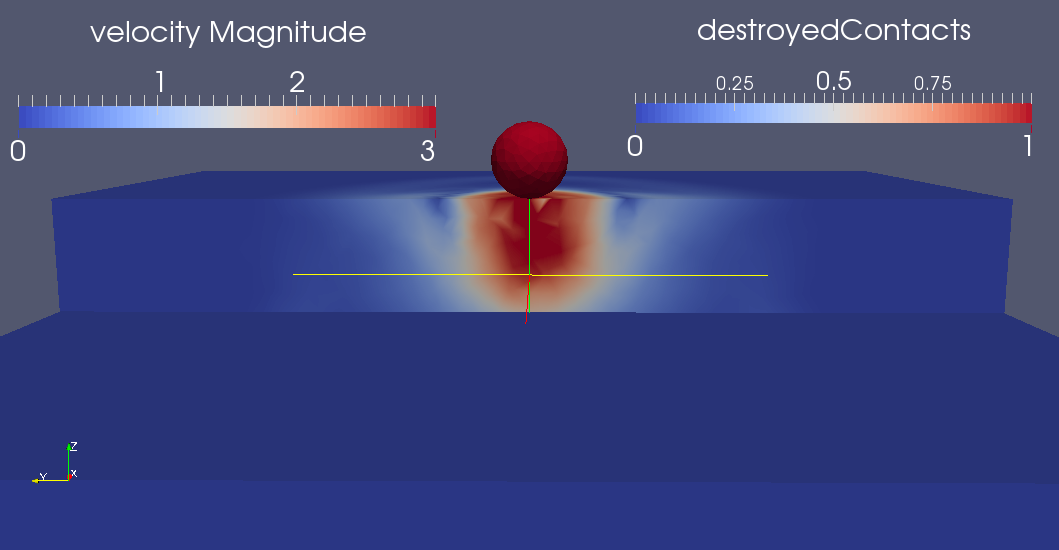 velocity Magnitude
1 2
0 3
destroyedContacts
0.25 0.5 0.75
0 1
Z
Y X